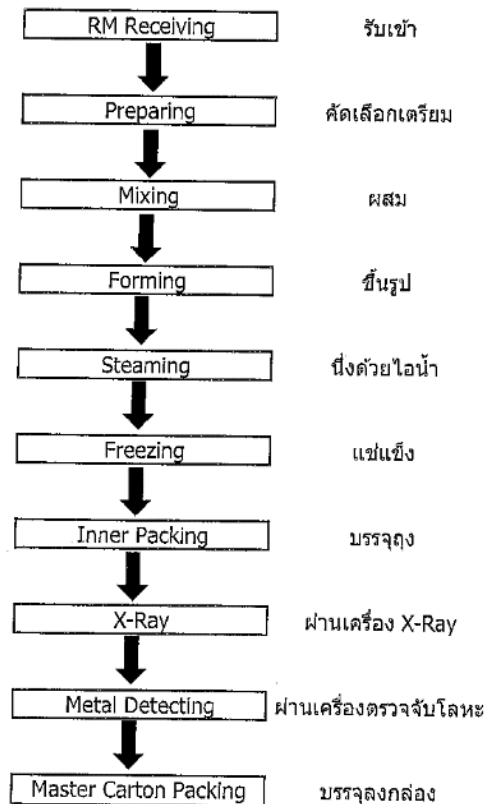 RM Receiving รับเข้า
Preparing คัดเลือกเตรียม
Mixing ผสม
Forming ขึ้นรูป
Steaming นึ่งด้วยไอน้ำ
Freezing แช่แข็ง
Inner Packing บรรจุถุง
X-Ray ผ่านเครื่อง X-Ray
Metal Detecting ผ่านเครื่องตรวจจับโลหะ
Master Carton Packing บรรจุลงกล่อง